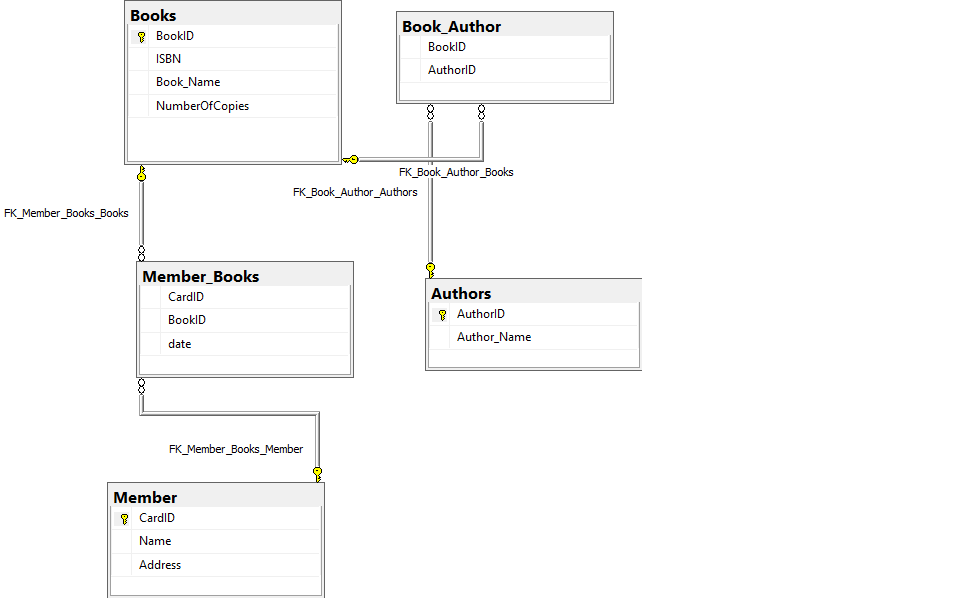 Books
BookID
ISBN
Book_Name
NumberOfCopies
Book_Author
BookID
AuthorID
FK_Book_Author_Books
FK_Book_Author_Authors
FK_Member_Books_Books
Member_Books
CardID
BookID
date
Authors
AuthorID
Author_Name
FK_Member_Books_Member
Member
CardID
Name
Address